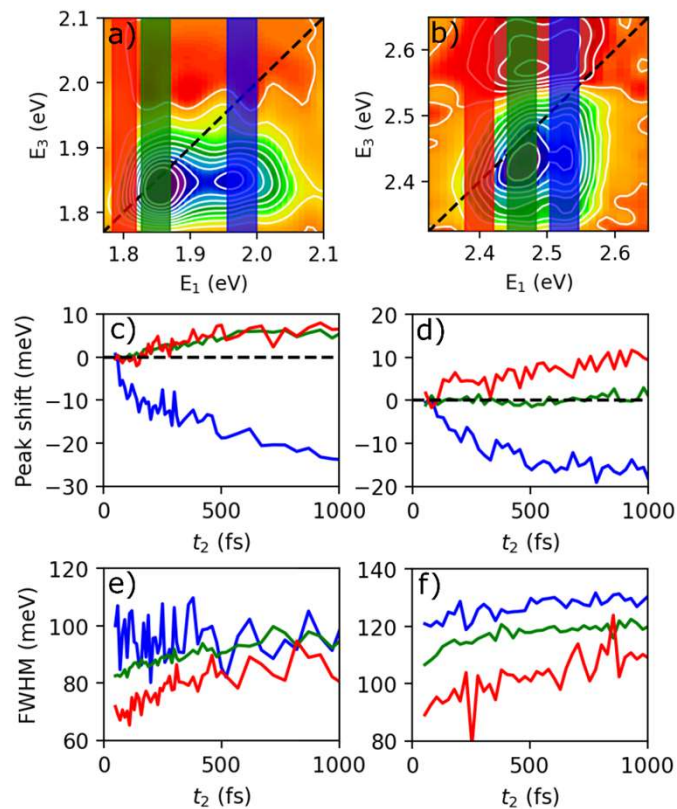 a)
2.1
2.0
1.9
1.8
E₃ (eV)
1.8 1.9 2.0 2.1
E₁ (eV)
b)
2.6
2.5
2.4
E₃ (eV)
2.4 2.5 2.6
E₁ (eV)
c)
10
0
−10
−20
−30
Peak shift (meV)
0 500 1000
t₂ (fs)
d)
20
10
0
−10
−20
0 500 1000
t₂ (fs)
e)
120
100
80
60
FWHM (meV)
0 500 1000
t₂ (fs)
f)
140
120
100
80
0 500 1000
t₂ (fs)